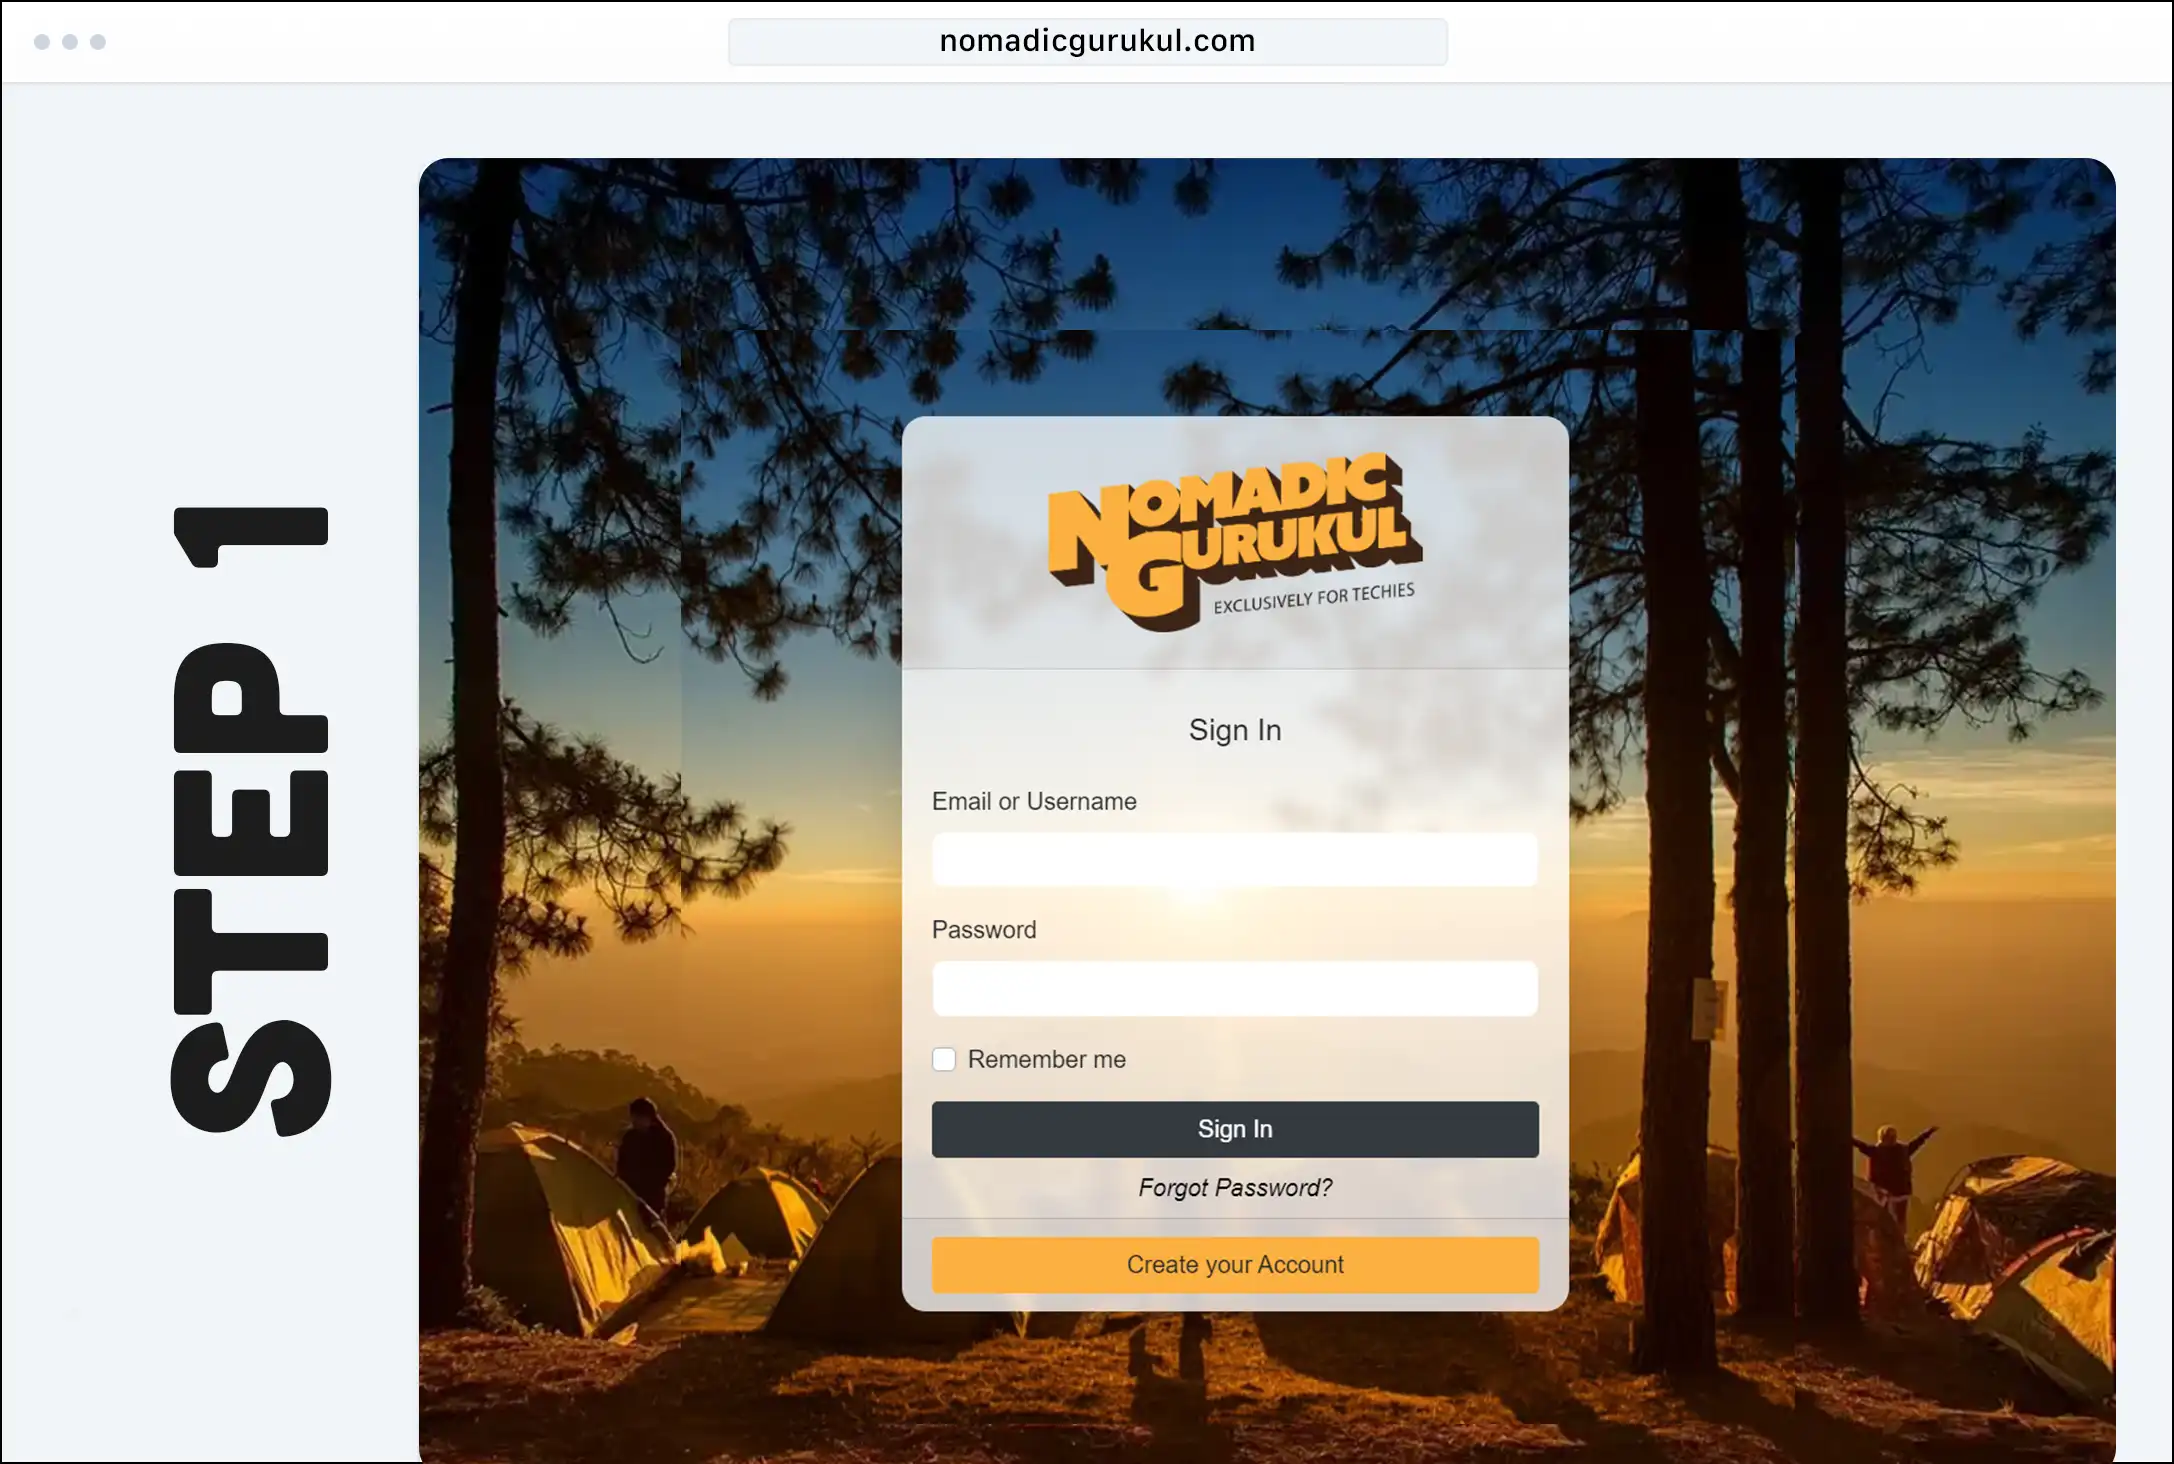 nomadicgurukul.com
STEP 1
NOMADIC
GURUKUL
EXCLUSIVELY FOR TECHIES
Sign In
Email or Username
Password
Remember me
Sign In
Forgot Password?
Create your Account